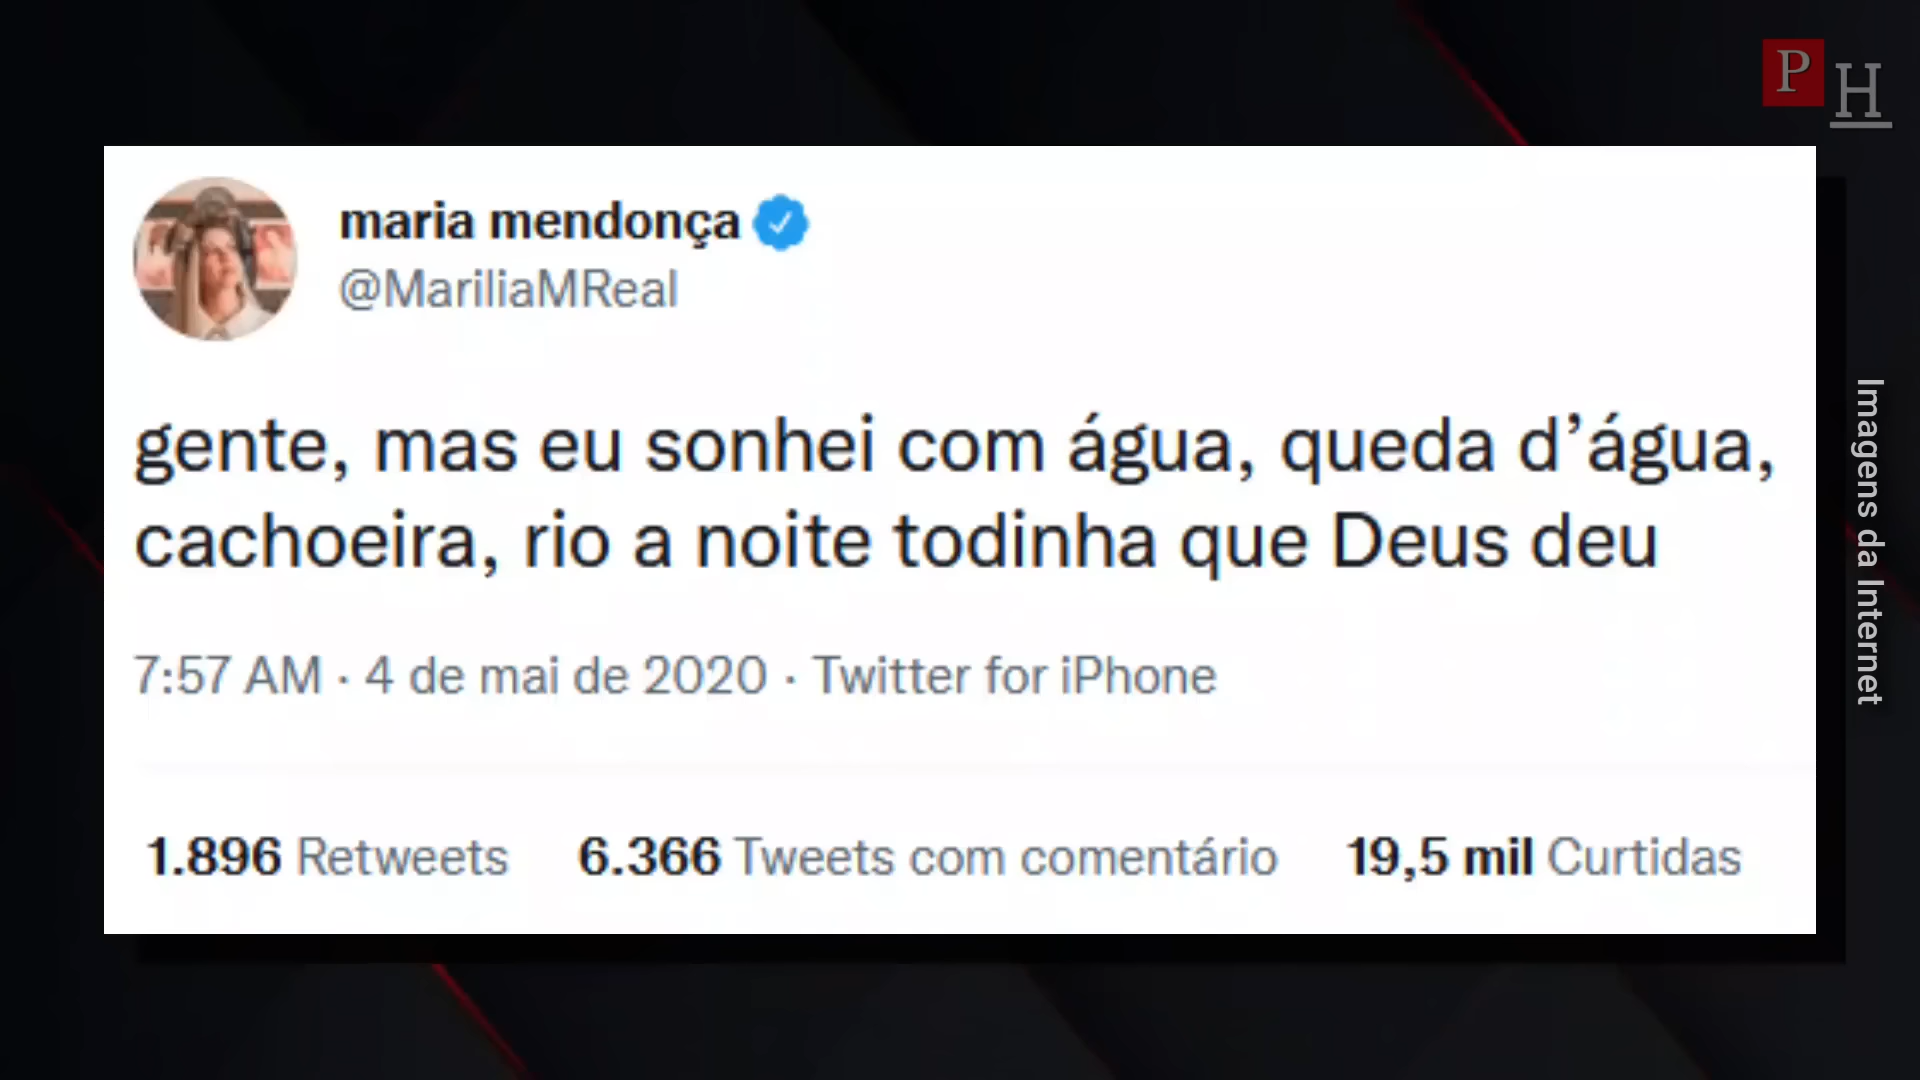 P
H
maria mendonça
@MariliaMReal
gente, mas eu sonhei com água, queda d’água,
cachoeira, rio a noite todinha que Deus deu
7:57 AM · 4 de mai de 2020 · Twitter for iPhone
1.896 Retweets 6.366 Tweets com comentário 19,5 mil Curtidas
Imagens da Internet